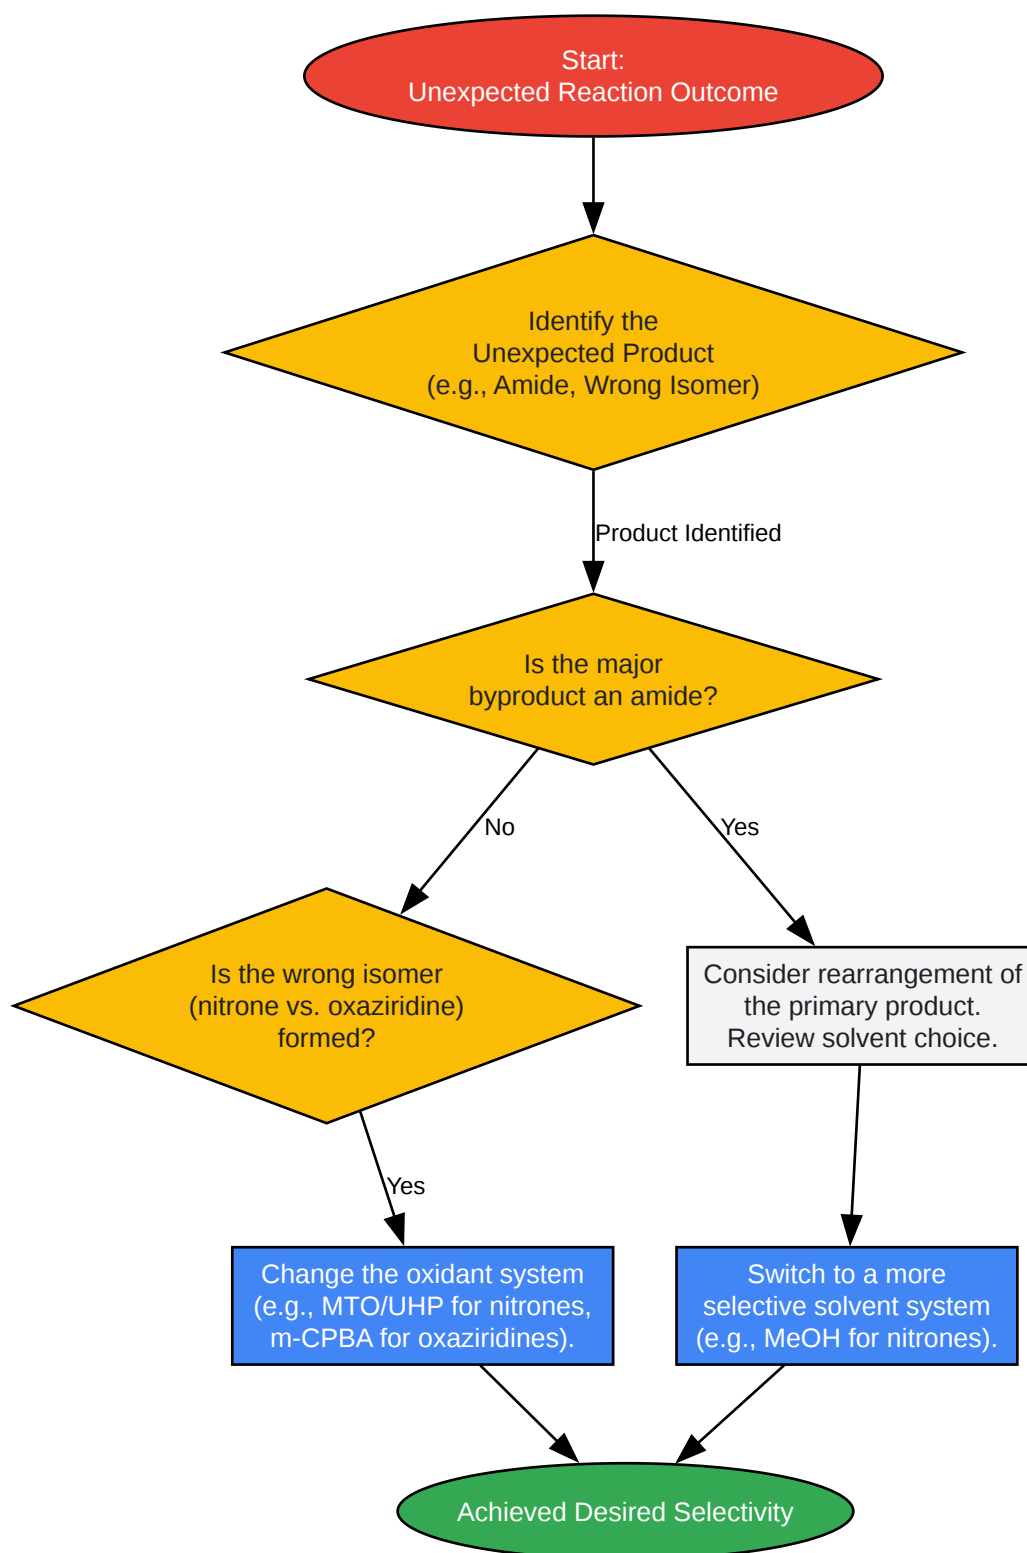 Start:
Unexpected Reaction Outcome
Identify the
Unexpected Product
(e.g., Amide, Wrong Isomer)
Product Identified
Is the major
byproduct an amide?
No
Yes
Is the wrong isomer
(nitrone vs. oxaziridine)
formed?
Consider rearrangement of
the primary product.
Review solvent choice.
Yes
Change the oxidant system
(e.g., MTO/UHP for nitrones,
m-CPBA for oxaziridines).
Switch to a more
selective solvent system
(e.g., MeOH for nitrones).
Achieved Desired Selectivity